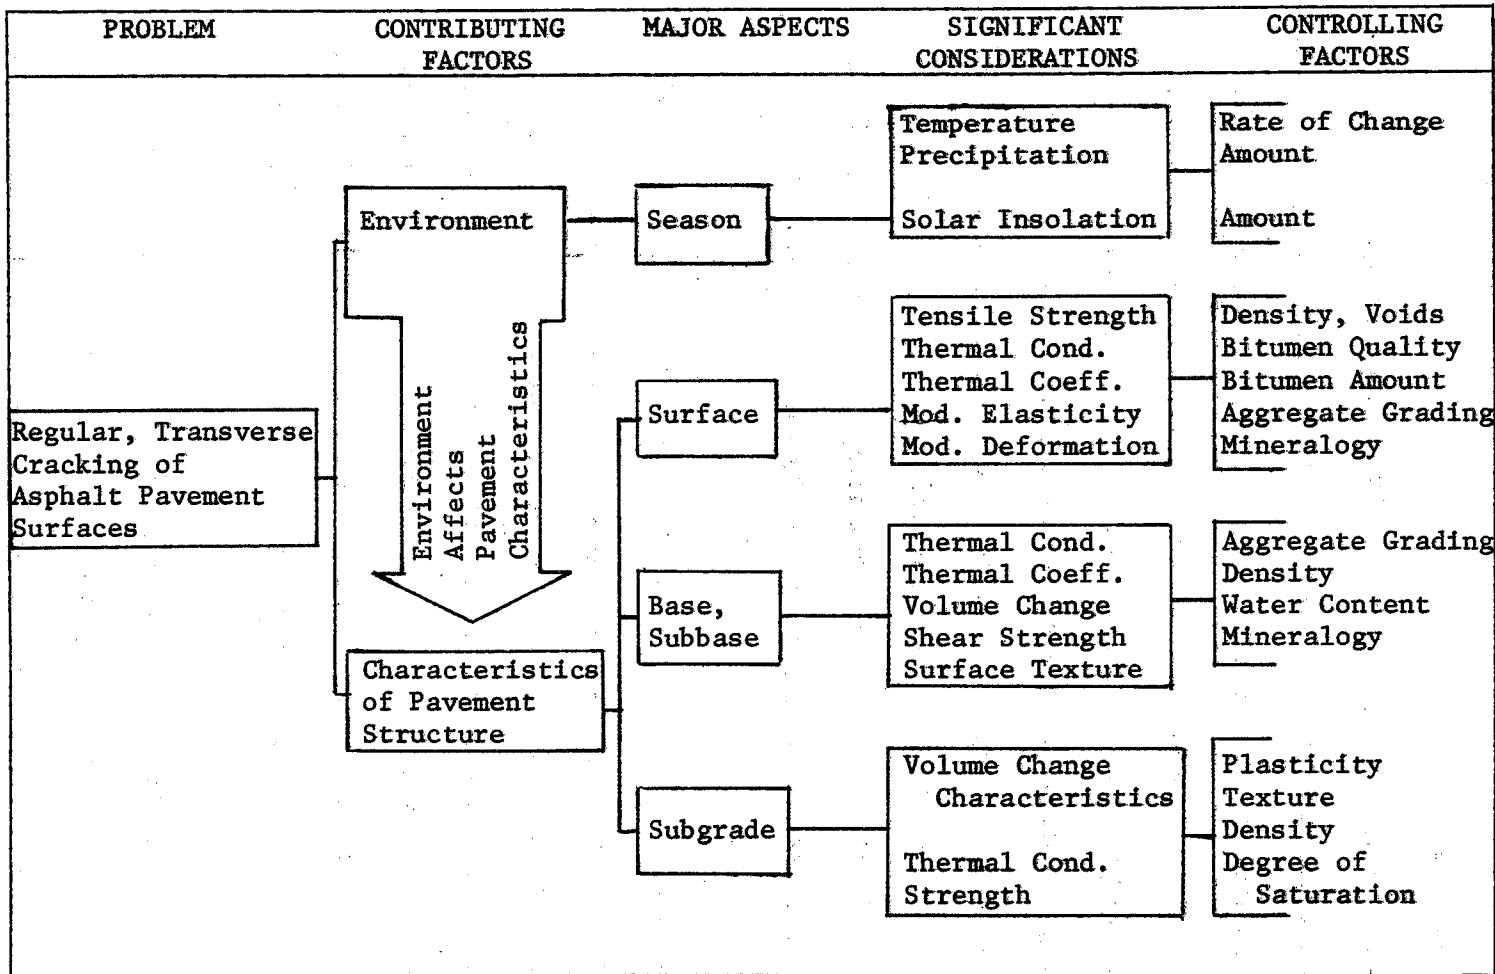 PROBLEM
CONTRIBUTING
FACTORS
MAJOR ASPECTS
SIGNIFICANT
CONSIDERATIONS
CONTROLLING
FACTORS
Regular, Transverse
Cracking of
Asphalt Pavement
Surfaces
Environment
Environment
Affects
Pavement
Characteristics
Characteristics
of Pavement
Structure
Season
Temperature
Precipitation
Solar Insolation
Rate of Change
Amount
Amount
Surface
Tensile Strength
Thermal Cond.
Thermal Coeff.
Mod. Elasticity
Mod. Deformation
Density, Voids
Bitumen Quality
Bitumen Amount
Aggregate Grading
Mineralogy
Base,
Subbase
Thermal Cond.
Thermal Coeff.
Volume Change
Shear Strength
Surface Texture
Aggregate Grading
Density
Water Content
Mineralogy
Subgrade
Volume Change
Characteristics
Thermal Cond.
Strength
Plasticity
Texture
Density
Degree of
Saturation